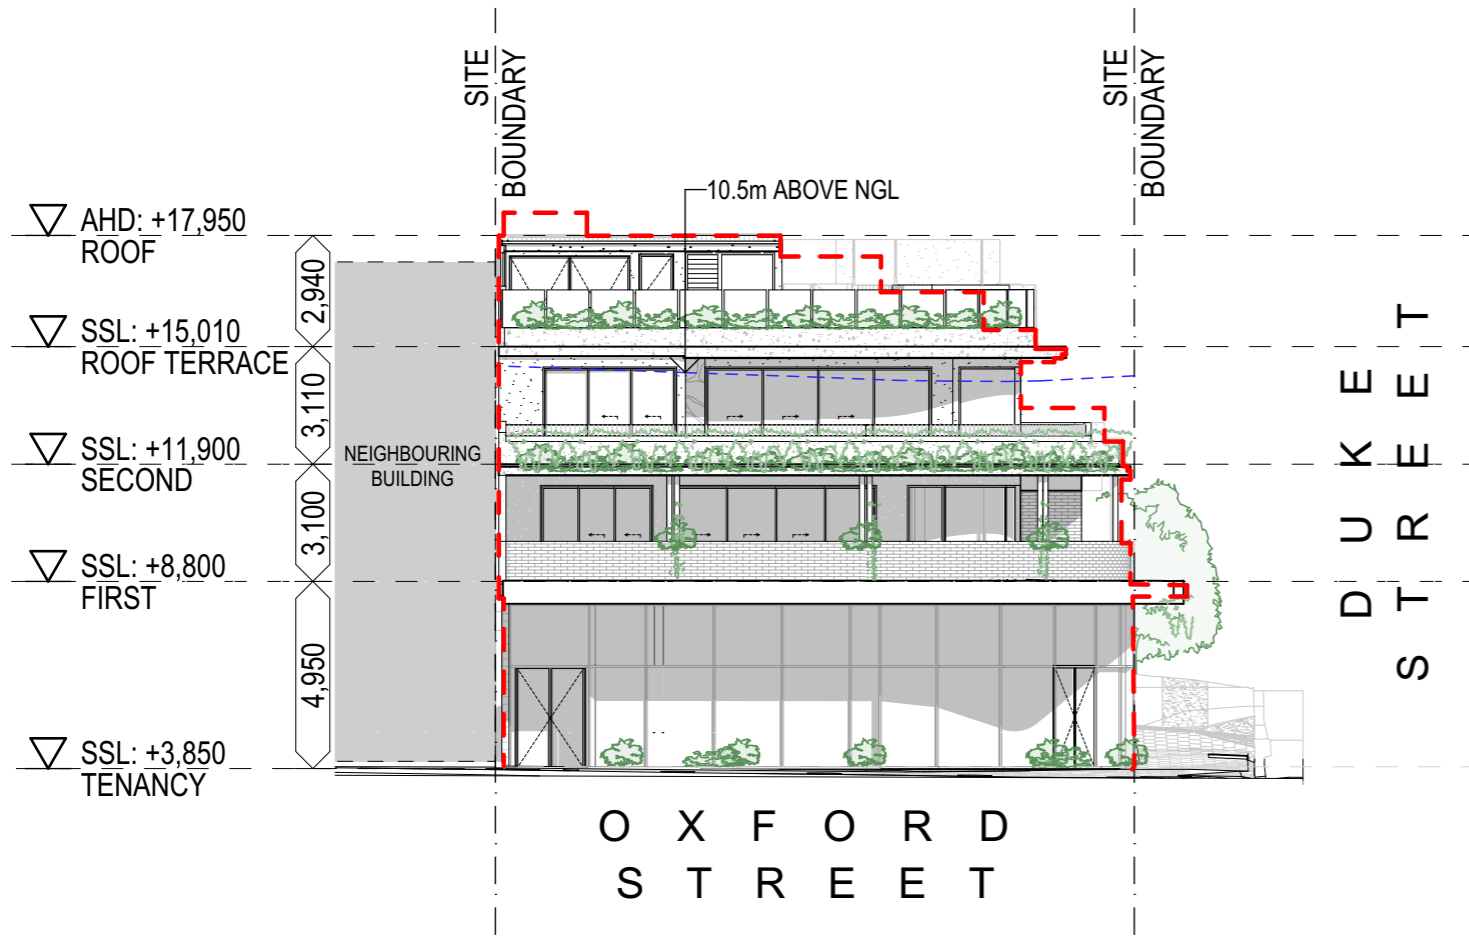 SITE
BOUNDARY
SITE
BOUNDARY
10.5m ABOVE NGL
AHD: +17,950
ROOF
2,940
SSL: +15,010
ROOF TERRACE
3,110
SSL: +11,900
SECOND
NEIGHBOURING
BUILDING
3,100
SSL: +8,800
FIRST
4,950
SSL: +3,850
TENANCY
DUKE
STREET
OXFORD
STREET